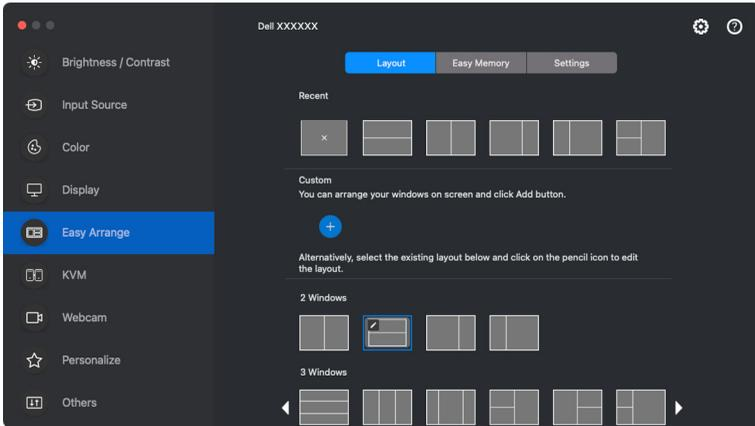 Dell XXXXXX
Brightness / Contrast
Input Source
Color
Display
Easy Arrange
KVM
Webcam
Personalize
Others
Layout
Easy Memory
Settings
Recent
Custom
You can arrange your windows on screen and click Add button.
Alternatively, select the existing layout below and click on the pencil icon to edit
the layout.
2 Windows
3 Windows